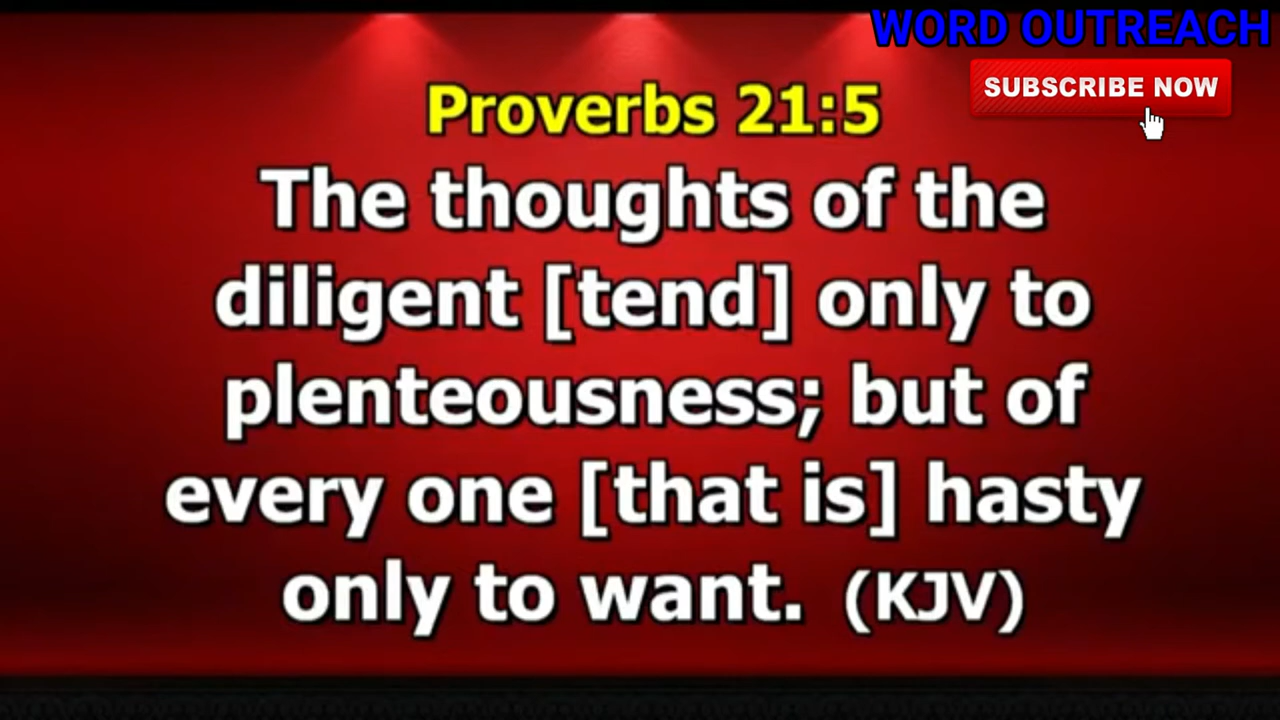 WORD OUTREACH
SUBSCRIBE NOW
Proverbs 21:5
The thoughts of the
diligent [tend] only to
plenteousness; but of
every one [that is] hasty
only to want. (KJV)